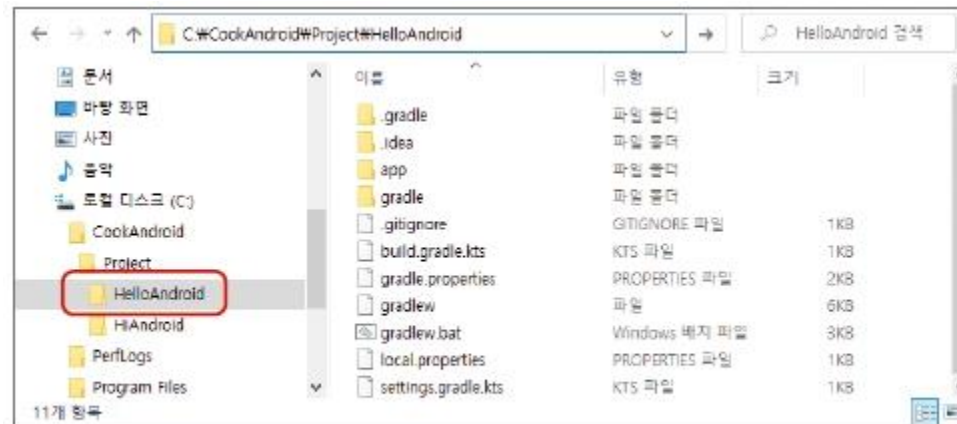 C:₩CookAndroid₩Project₩HelloAndroid
HelloAndroid 검색
문서
바탕 화면
사진
음악
로컬 디스크 (C:)
CookAndroid
Project
HelloAndroid
HiAndroid
PerfLogs
Program Files
이름 유형 크기
.gradle 파일 폴더
.idea 파일 폴더
app 파일 폴더
gradle 파일 폴더
.gitignore GITIGNORE 파일 1KB
build.gradle.kts KTS 파일 1KB
gradle.properties PROPERTIES 파일 2KB
gradlew 파일 6KB
gradlew.bat Windows 배치 파일 3KB
local.properties PROPERTIES 파일 1KB
settings.gradle.kts KTS 파일 1KB
11개 항목